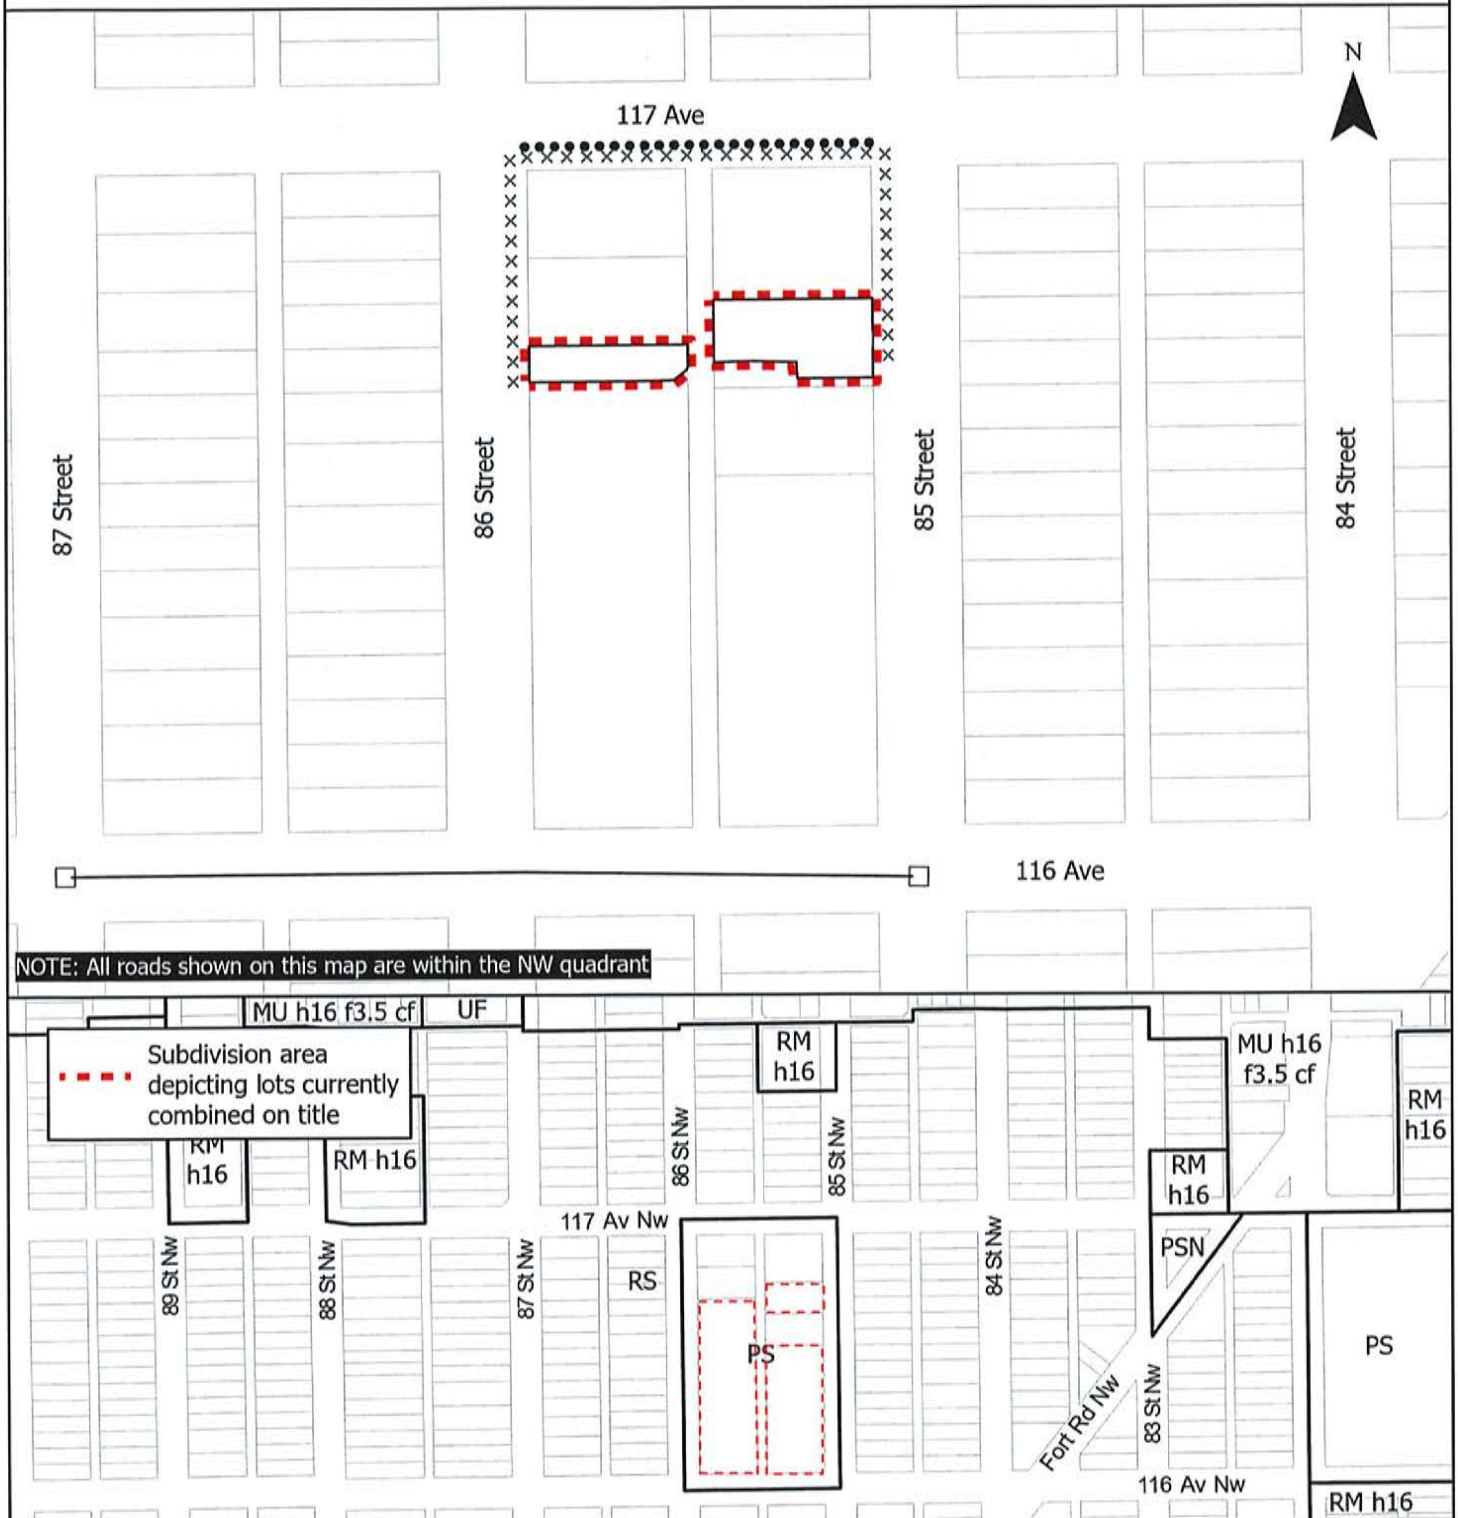 N
117 Ave
87 Street
86 Street
85 Street
84 Street
116 Ave
NOTE: All roads shown on this map are within the NW quadrant
MU h16 f3.5 cf
UF
Subdivision area
depicting lots currently
combined on title
RM
h16
RM h16
RM
h16
MU h16
f3.5 cf
RM
h16
RM
h16
86 St Nw
85 St Nw
117 Av Nw
89 St Nw
88 St Nw
87 St Nw
RS
PS
84 St Nw
PSN
PS
Fort Rd Nw
83 St Nw
116 Av Nw
RM h16